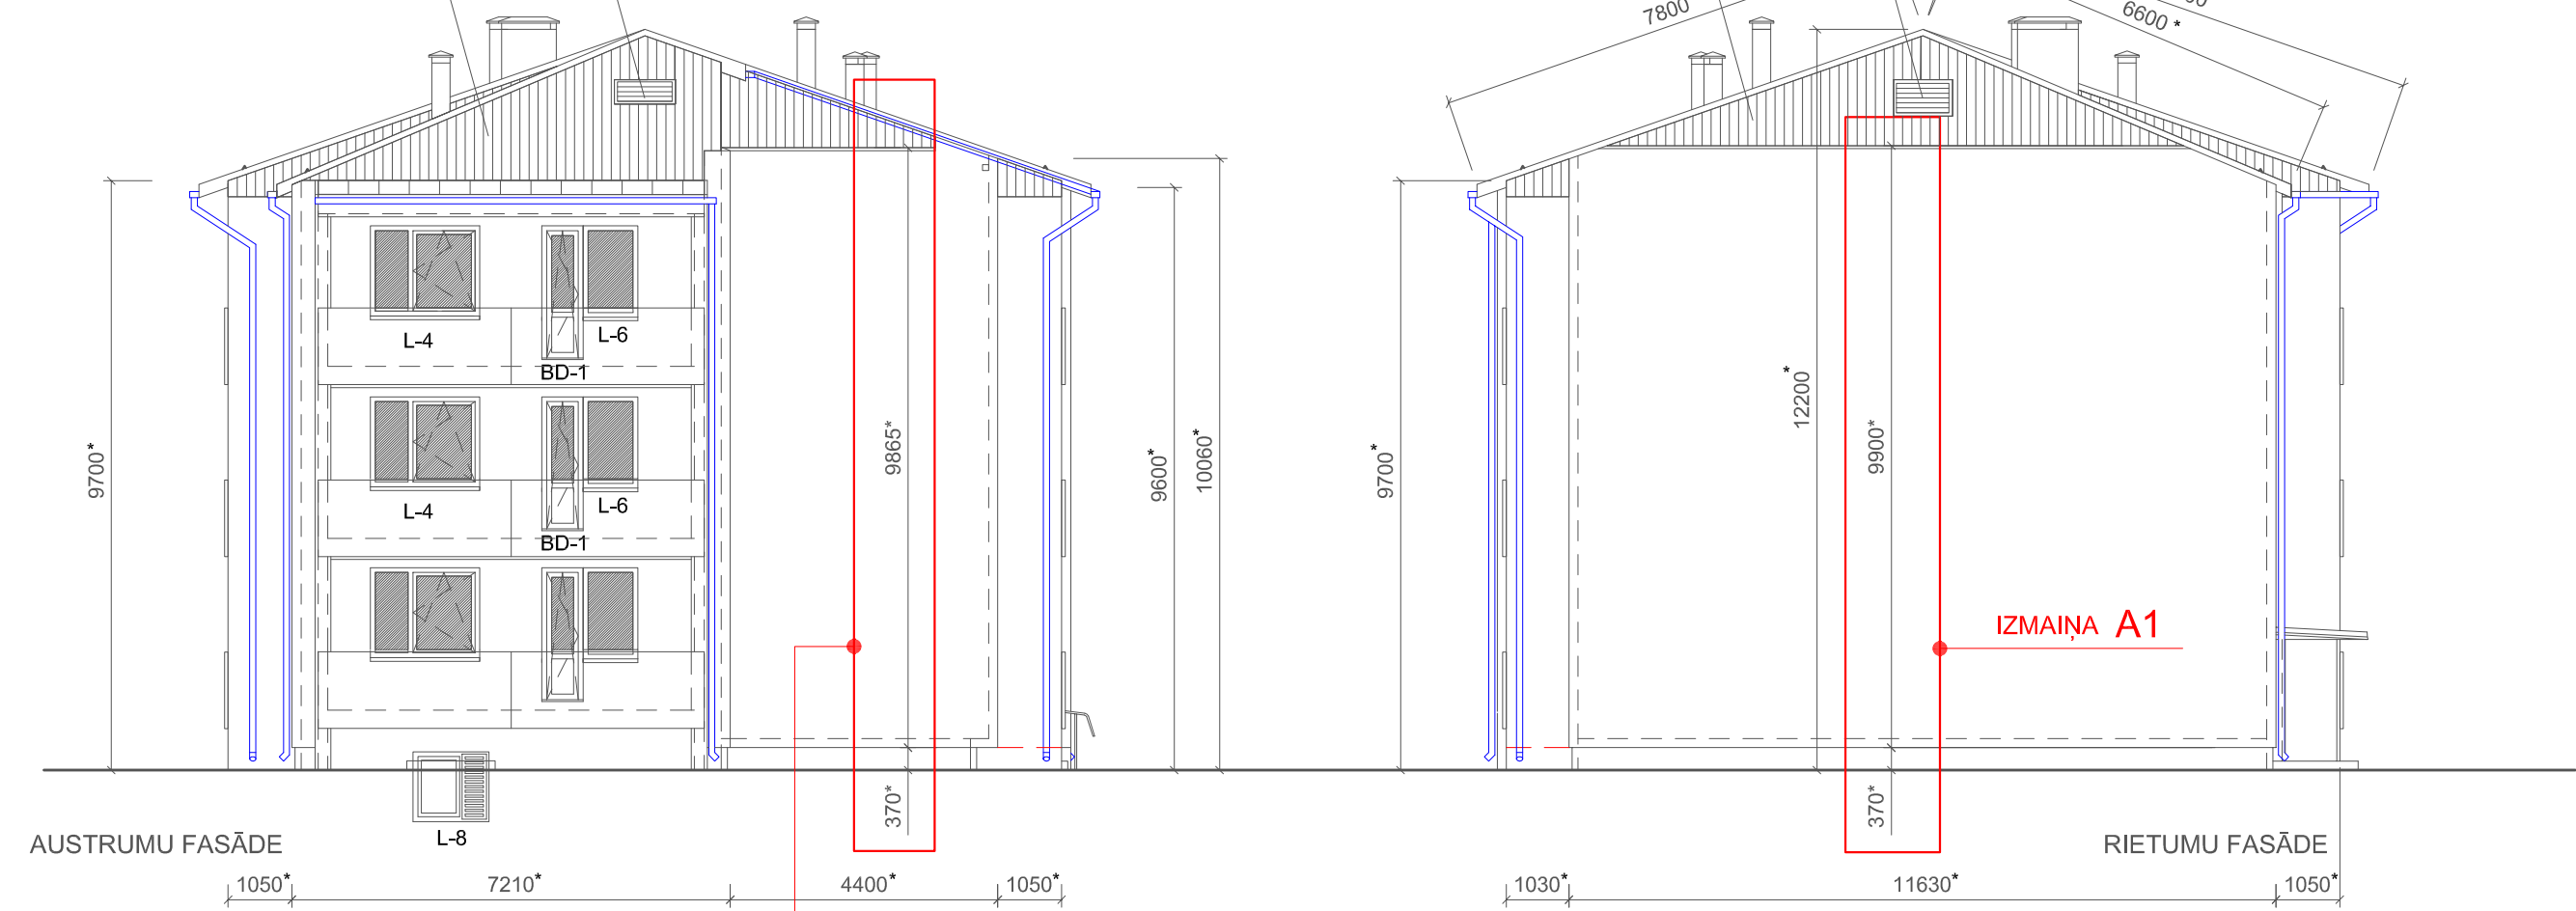 7800
6600 *
L-4
L-6
BD-1
L-4
L-6
BD-1
L-8
9700*
9865*
370*
9600*
10060*
AUSTRUMU FASĀDE
1050*
7210*
4400*
1050*
9700*
12200*
9900*
370*
IZMAIŅA A1
RIETUMU FASĀDE
1030*
11630*
1050*